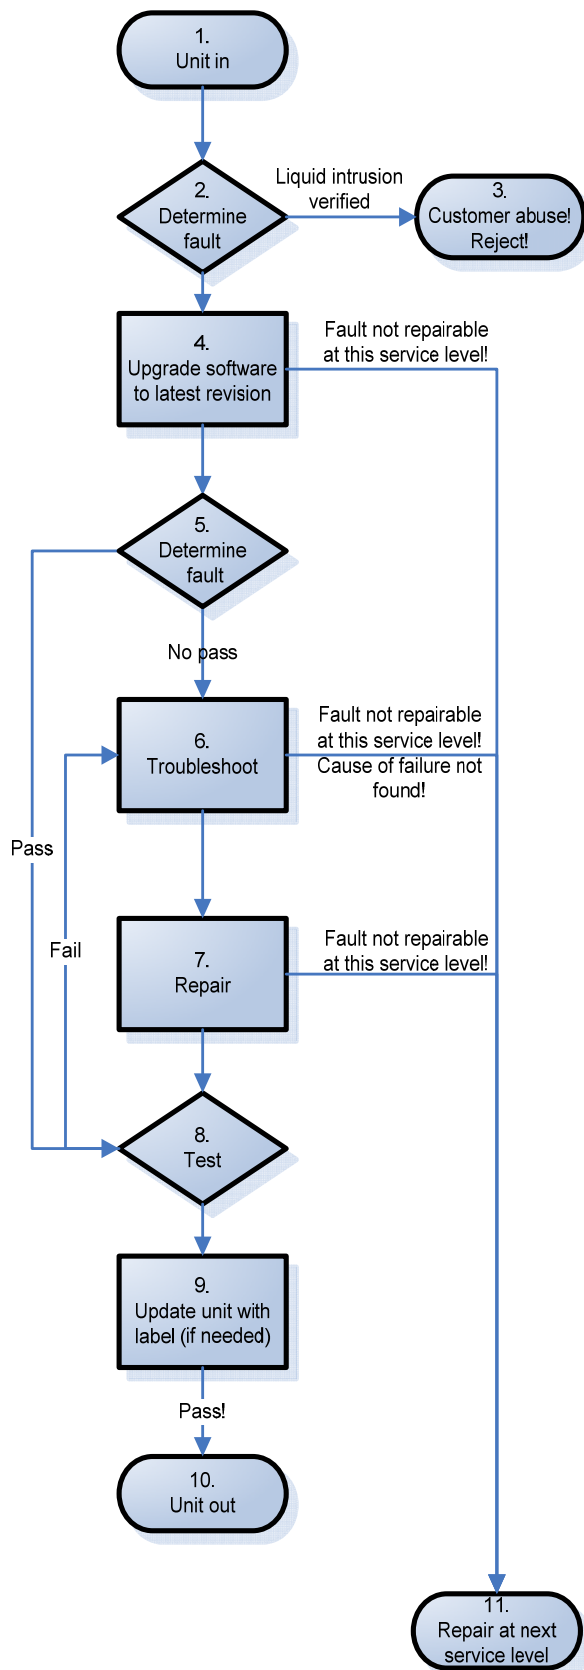 1.
Unit in
2.
Determine
fault
Liquid intrusion
verified
3.
Customer abuse!
Reject!
4.
Upgrade software
to latest revision
Fault not repairable
at this service level!
5.
Determine
fault
No pass
6.
Troubleshoot
Fault not repairable
at this service level!
Cause of failure not
found!
Pass
Fail
7.
Repair
Fault not repairable
at this service level!
8.
Test
9.
Update unit with
label (if needed)
Pass!
10.
Unit out
11.
Repair at next
service level